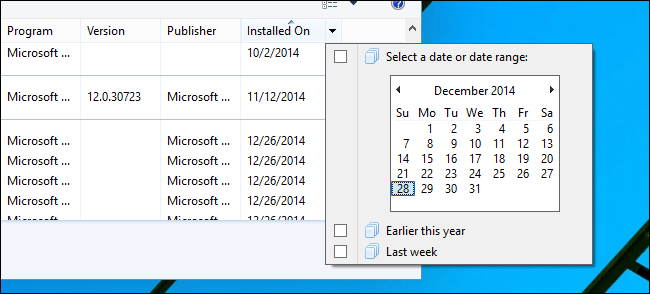 Program Version Publisher Installed On
Microsoft ... 10/2/2014
Select a date or date range:
December 2014
Su Mo Tu We Th Fr Sa
1 2 3 4 5 6
7 8 9 10 11 12 13
14 15 16 17 18 19 20
21 22 23 24 25 26 27
28 29 30 31
Earlier this year
Last week
Microsoft ... 12.0.30723 Microsoft ... 11/12/2014
Microsoft ... Microsoft ... 12/26/2014
Microsoft ... Microsoft ... 12/26/2014
Microsoft ... Microsoft ... 12/26/2014
Microsoft ... Microsoft ... 12/26/2014
Microsoft ... Microsoft ... 12/26/2014